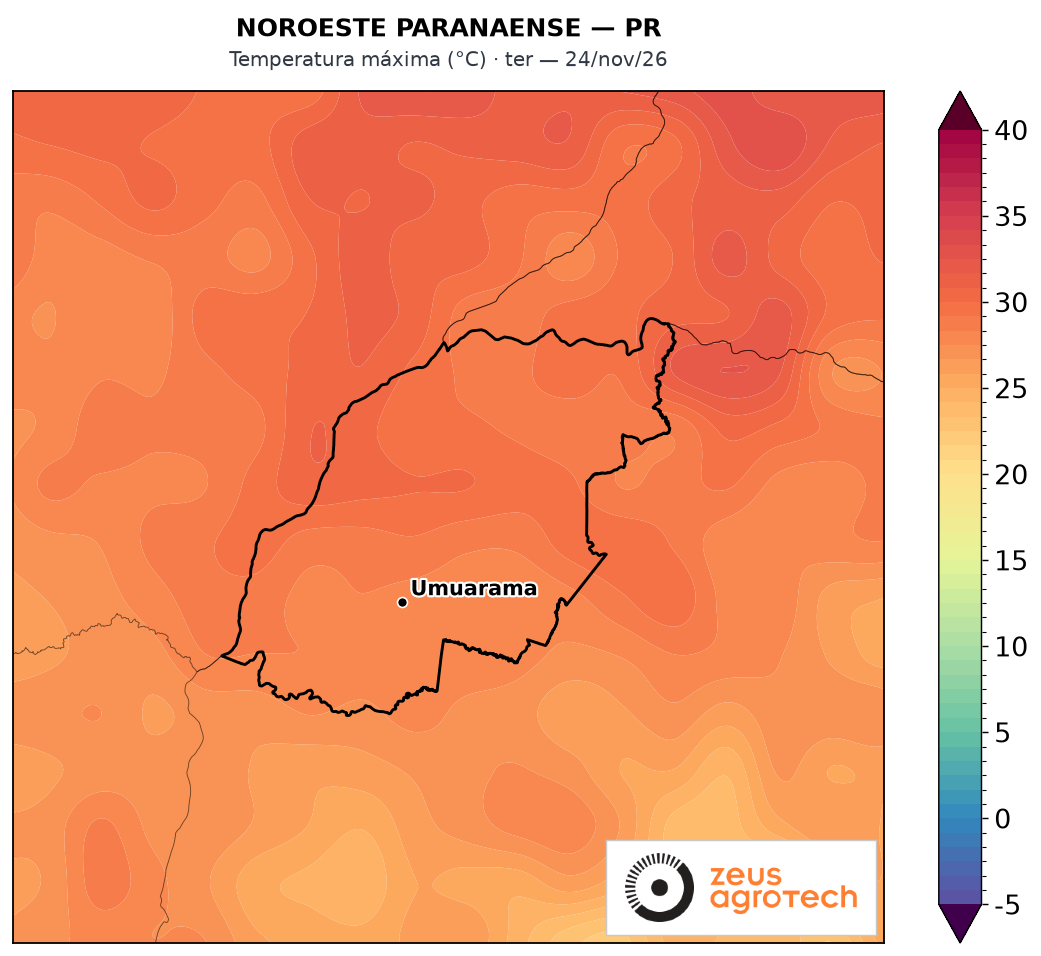 NOROESTE PARANAENSE — PR
Temperatura máxima (°C) · ter — 24/nov/26
40
35
30
25
20
15
10
5
0
-5
Umuarama
zeus
agrotech